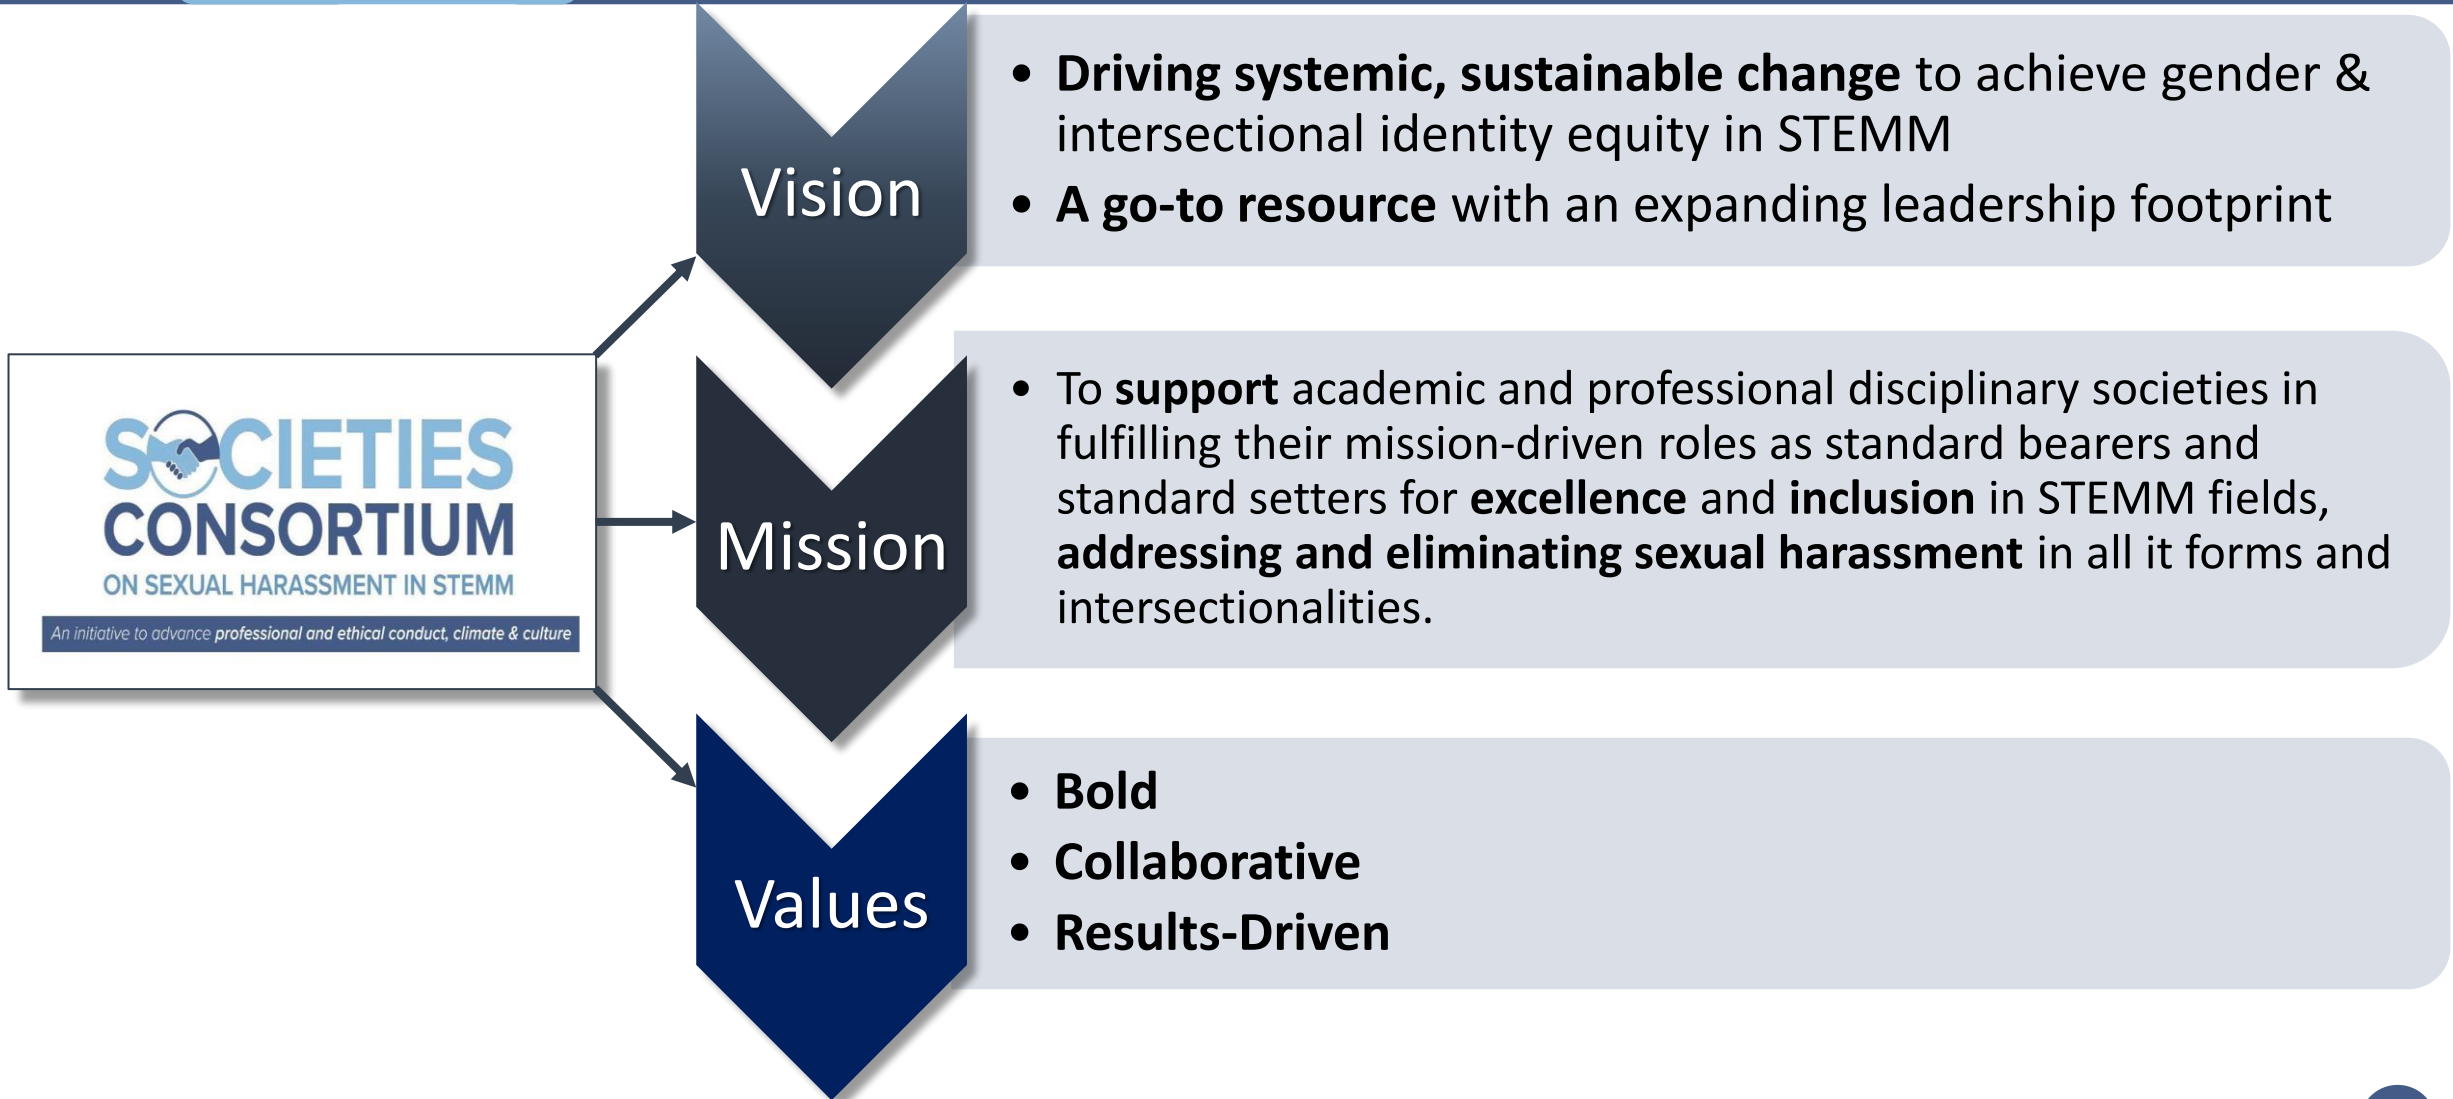 Vision
• Driving systemic, sustainable change to achieve gender &
intersectional identity equity in STEMM
• A go-to resource with an expanding leadership footprint
SOCIETIES
CONSORTIUM
ON SEXUAL HARASSMENT IN STEMM
An initiative to advance professional and ethical conduct, climate & culture
Mission
• To support academic and professional disciplinary societies in
fulfilling their mission-driven roles as standard bearers and
standard setters for excellence and inclusion in STEMM fields,
addressing and eliminating sexual harassment in all it forms and
intersectionalities.
Values
• Bold
• Collaborative
• Results-Driven